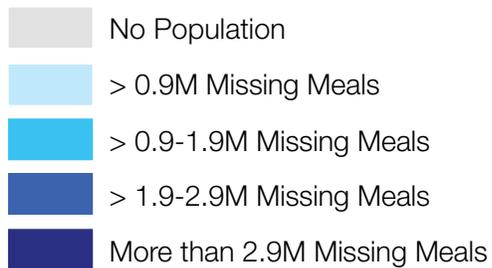 No Population
> 0.9M Missing Meals
> 0.9-1.9M Missing Meals
> 1.9-2.9M Missing Meals
More than 2.9M Missing Meals